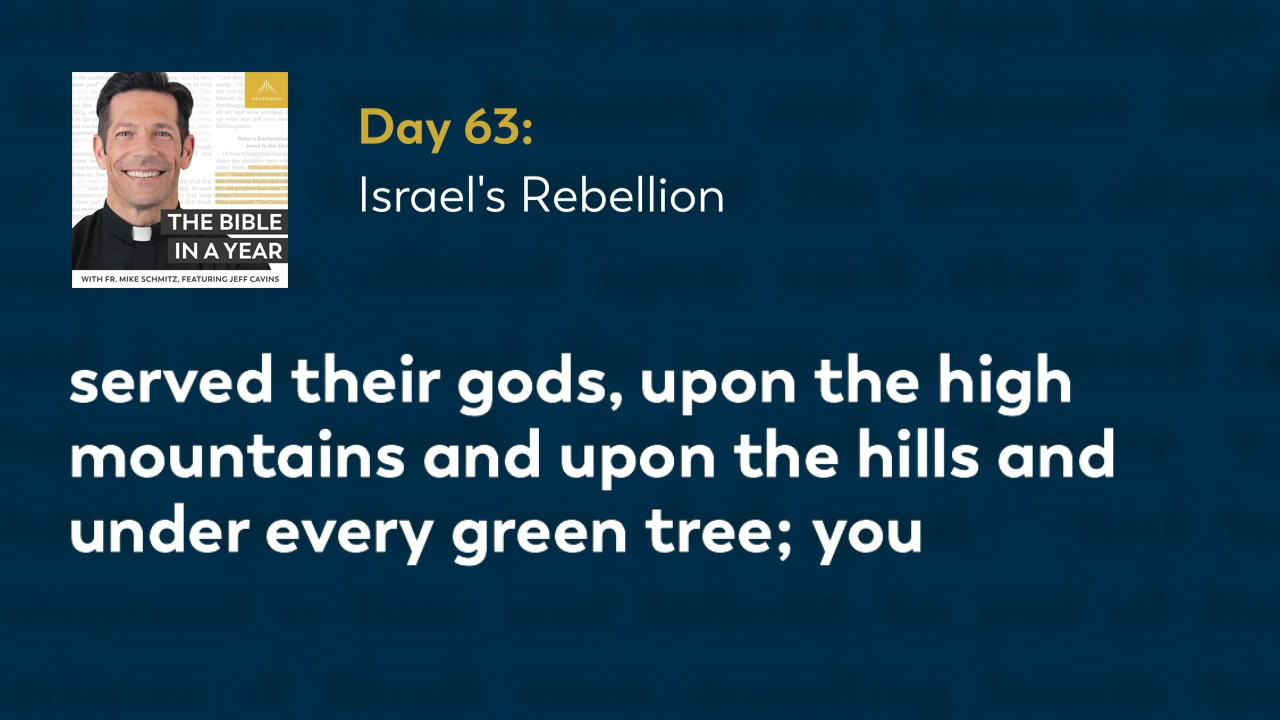 ASCENSION
THE BIBLE
IN A YEAR
WITH FR. MIKE SCHMITZ, FEATURING JEFF CAVINS
Day 63:
Israel's Rebellion
served their gods, upon the high
mountains and upon the hills and
under every green tree; you